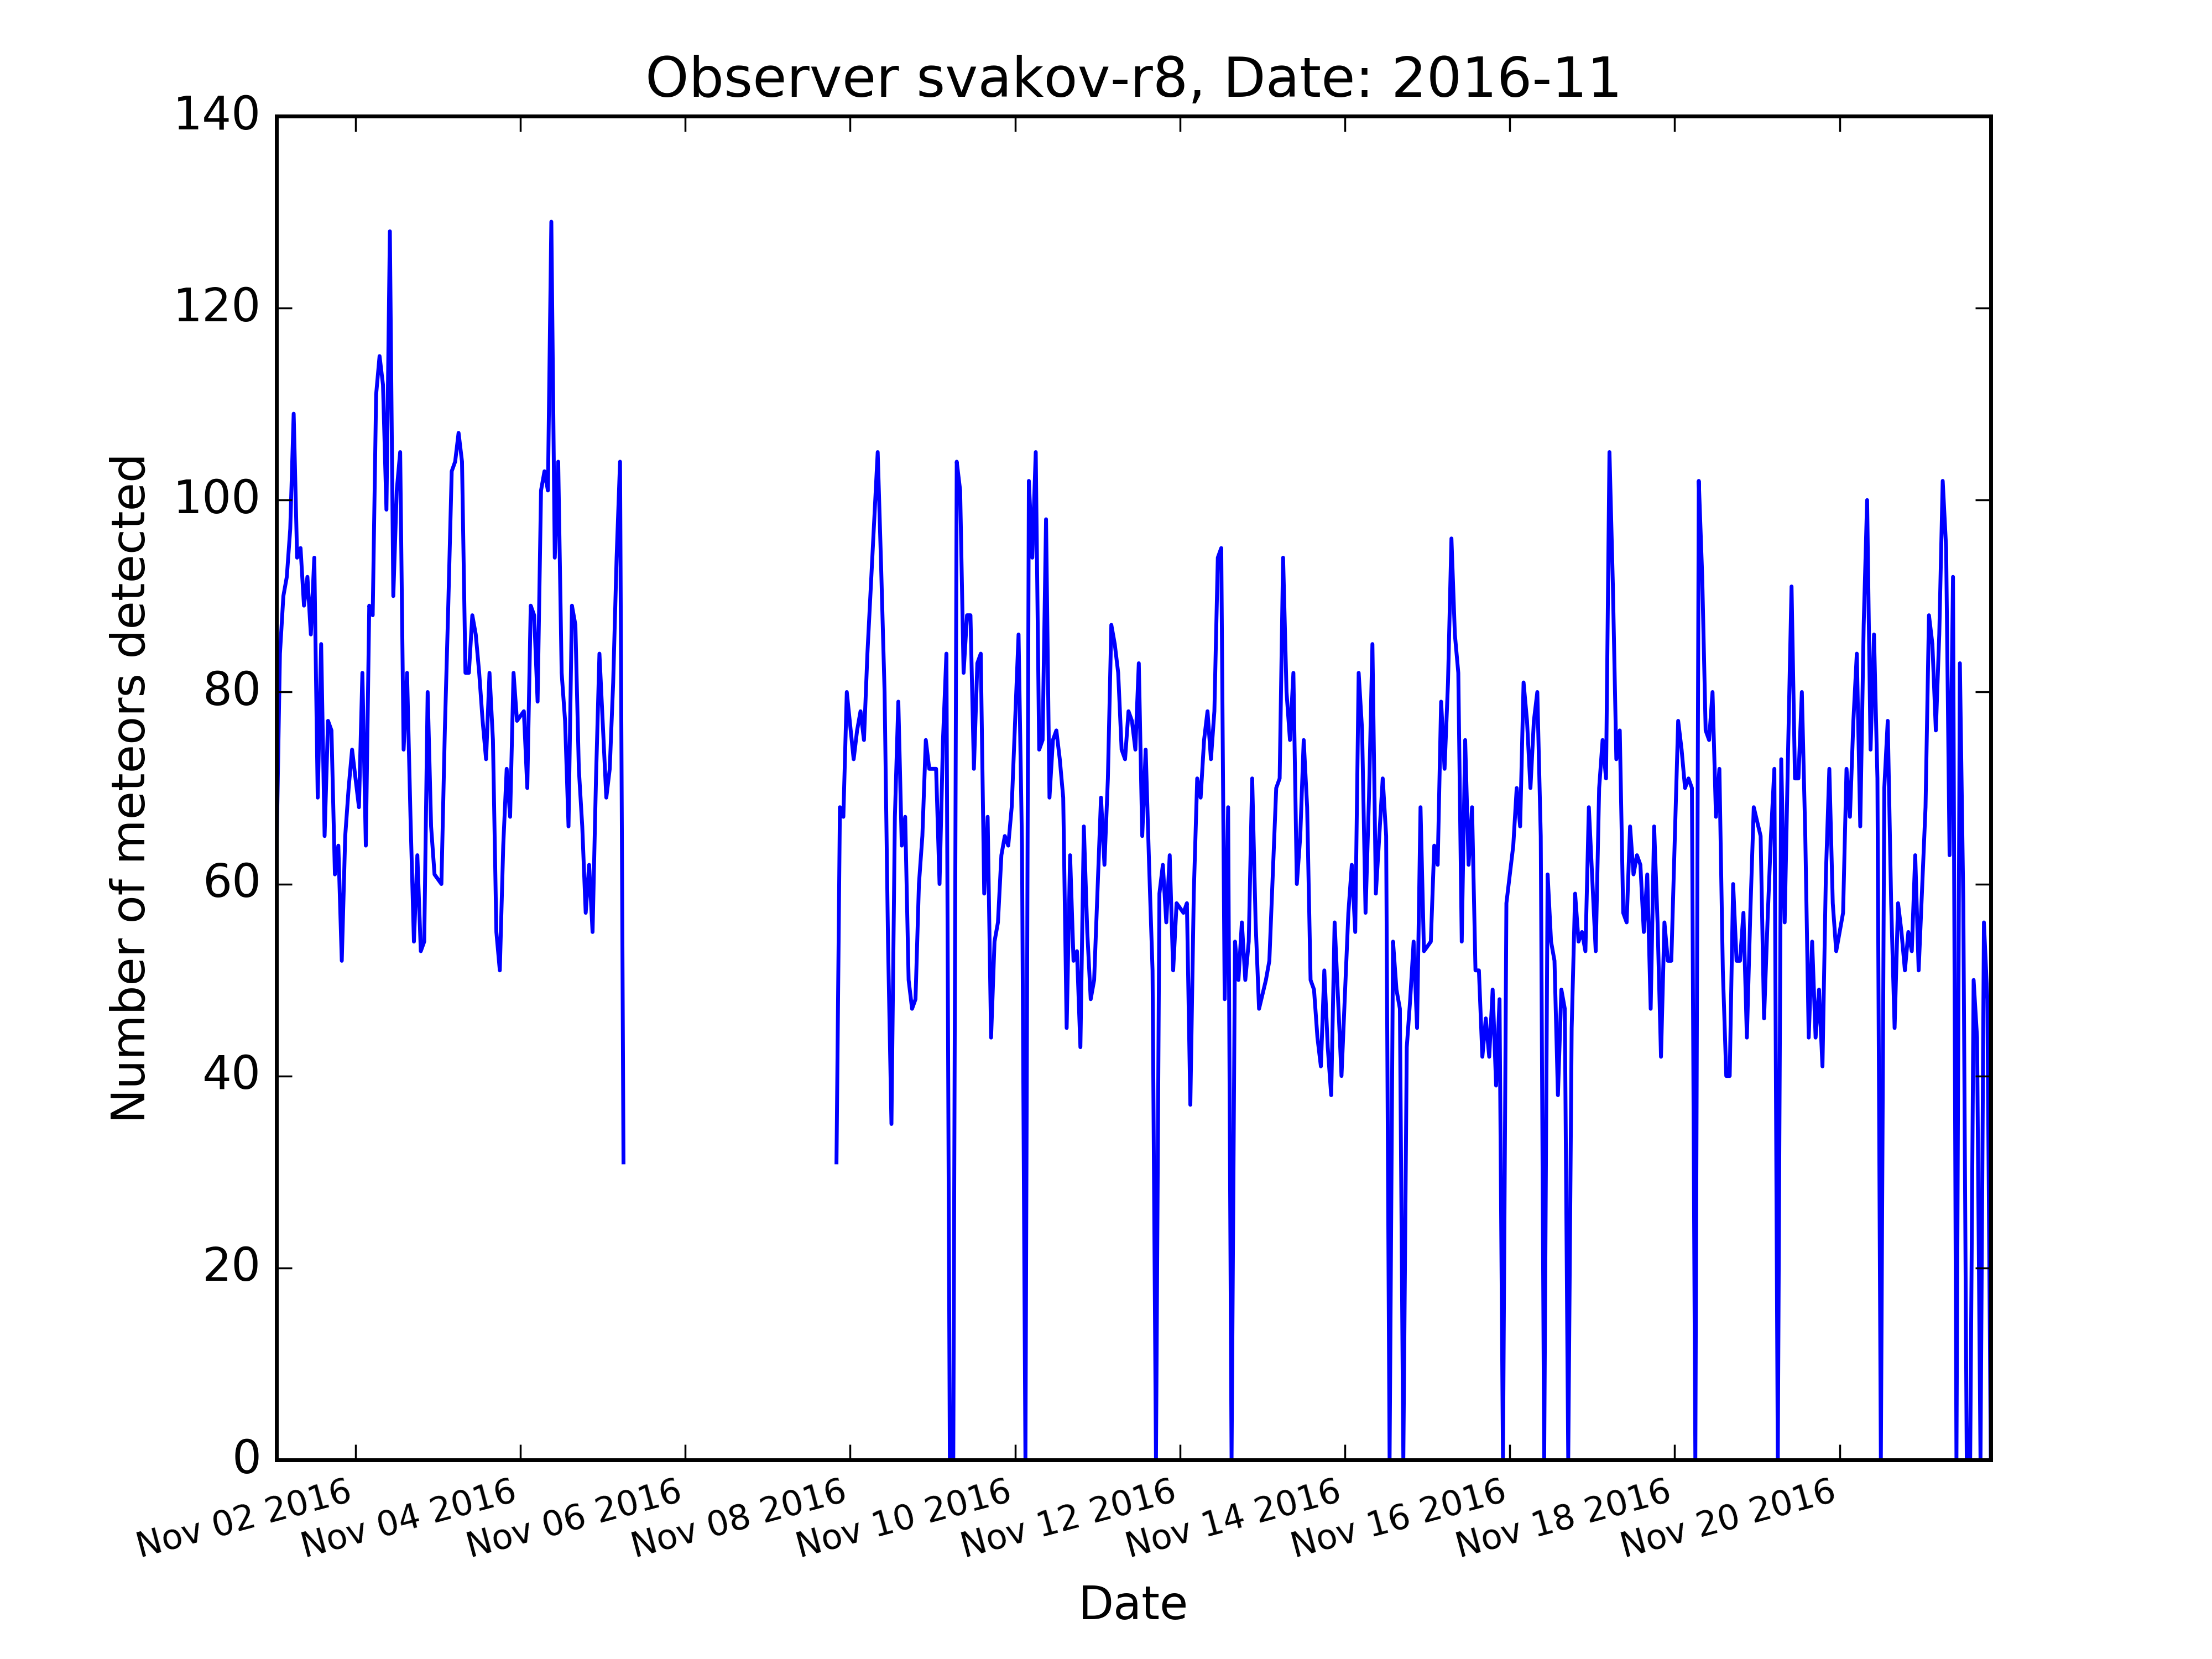 Observer svakov-r8, Date: 2016-11
140
120
100
80
60
40
20
0
Number of meteors detected
Nov 02 2016
Nov 04 2016
Nov 06 2016
Nov 08 2016
Nov 10 2016
Nov 12 2016
Nov 14 2016
Nov 16 2016
Nov 18 2016
Nov 20 2016
Date